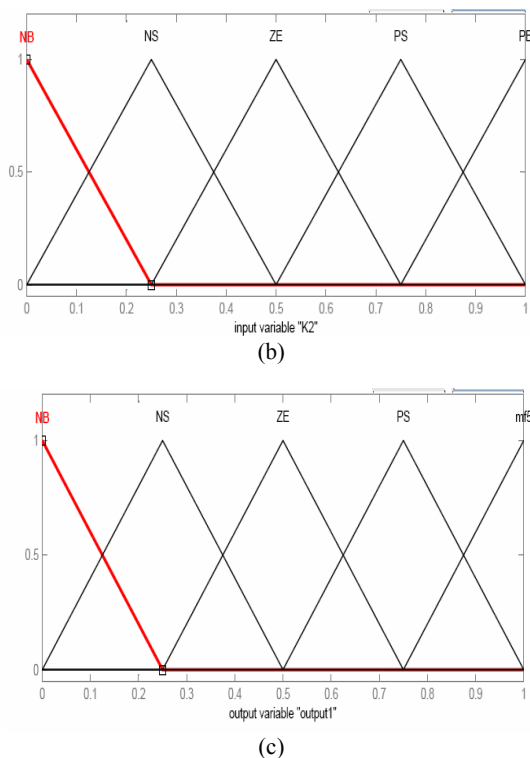 NB NS ZE PS PB
1
0.5
0
0 0.1 0.2 0.3 0.4 0.5 0.6 0.7 0.8 0.9 1
input variable "K2"
(b)
NB NS ZE PS mf5
1
0.5
0
0 0.1 0.2 0.3 0.4 0.5 0.6 0.7 0.8 0.9 1
output variable "output1"
(c)